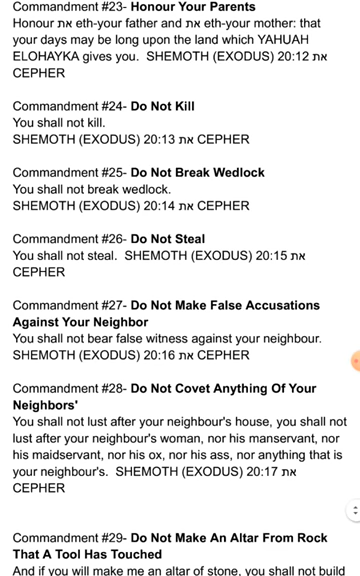 Commandment #23- Honour Your Parents
Honour את eth-your father and את eth-your mother: that
your days may be long upon the land which YAHUAH
ELOHAYKA gives you.  SHEMOTH (EXODUS) 20:12 את
CEPHER
Commandment #24- Do Not Kill
You shall not kill.
SHEMOTH (EXODUS) 20:13 את CEPHER
Commandment #25- Do Not Break Wedlock
You shall not break wedlock.
SHEMOTH (EXODUS) 20:14 את CEPHER
Commandment #26- Do Not Steal
You shall not steal.  SHEMOTH (EXODUS) 20:15 את
CEPHER
Commandment #27- Do Not Make False Accusations
Against Your Neighbor
You shall not bear false witness against your neighbour.
SHEMOTH (EXODUS) 20:16 את CEPHER
Commandment #28- Do Not Covet Anything Of Your
Neighbors'
You shall not lust after your neighbour's house, you shall not
lust after your neighbour's woman, nor his manservant, nor
his maidservant, nor his ox, nor his ass, nor anything that is
your neighbour's.  SHEMOTH (EXODUS) 20:17 את
CEPHER
Commandment #29- Do Not Make An Altar From Rock
That A Tool Has Touched
And if you will make me an altar of stone, you shall not build